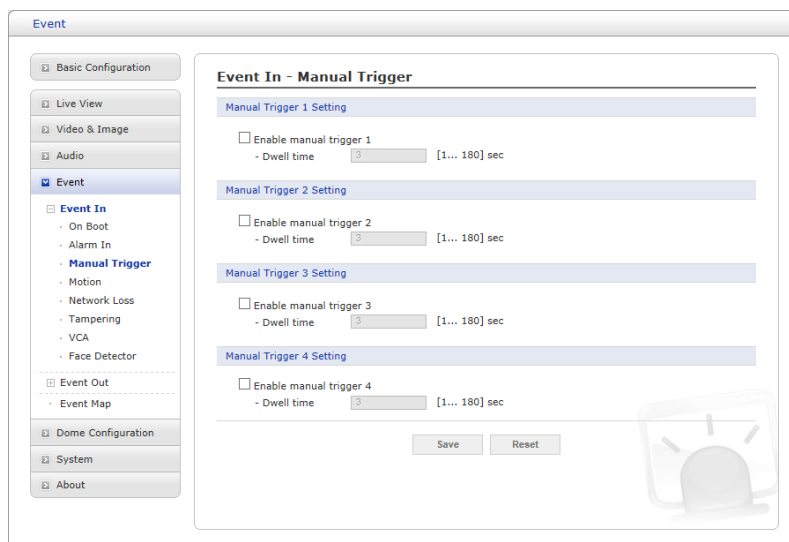 Event
Basic Configuration
Live View
Video & Image
Audio
Event
Event In
On Boot
Alarm In
Manual Trigger
Motion
Network Loss
Tampering
VCA
Face Detector
Event Out
Event Map
Dome Configuration
System
About
Event In - Manual Trigger
Manual Trigger 1 Setting
Enable manual trigger 1
- Dwell time 3 [1... 180] sec
Manual Trigger 2 Setting
Enable manual trigger 2
- Dwell time 3 [1... 180] sec
Manual Trigger 3 Setting
Enable manual trigger 3
- Dwell time 3 [1... 180] sec
Manual Trigger 4 Setting
Enable manual trigger 4
- Dwell time 3 [1... 180] sec
Save Reset